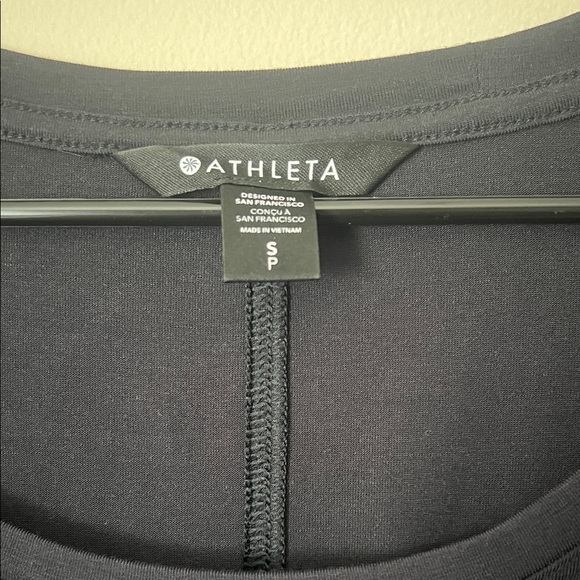 ATHLETA
DESIGNED IN
SAN FRANCISCO
CONÇU À
SAN FRANCISCO
MADE IN VIETNAM
S
P